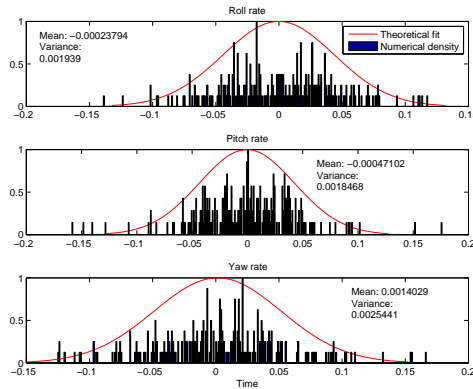 Roll rate
Mean: −0.00023794
Variance:
0.001939
Theoretical fit
Numerical density
1
0.5
0
−0.2 −0.15 −0.1 −0.05 0 0.05 0.1 0.15
Pitch rate
Mean: −0.00047102
Variance:
0.0018468
1
0.5
0
−0.2 −0.15 −0.1 −0.05 0 0.05 0.1 0.15 0.2
Yaw rate
Mean: 0.0014029
Variance:
0.0025441
1
0.5
0
−0.15 −0.1 −0.05 0 0.05 0.1 0.15 0.2
Time